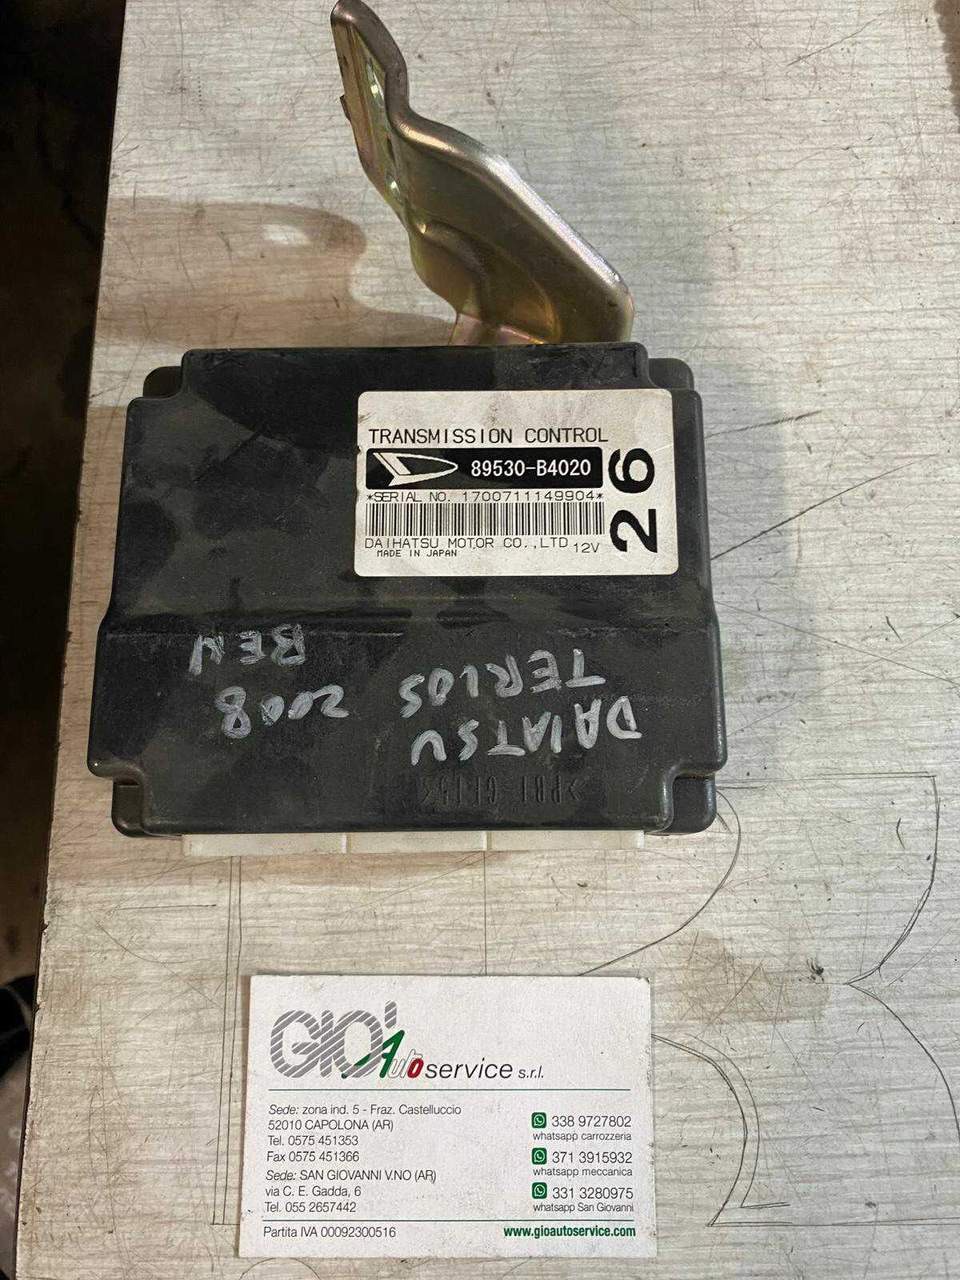 TRANSMISSION CONTROL
89530-B4020
*SERIAL NO. 1700711149904*
DAIHATSU MOTOR CO.,LTD 12V
MADE IN JAPAN
26
DAIATSU
TERIOS 2008
BEN
GIO' Auto service s.r.l.
Sede: zona ind. 5 - Fraz. Castelluccio
52010 CAPOLONA (AR)
Tel. 0575 451353
Fax 0575 451366
Sede: SAN GIOVANNI V.NO (AR)
via C. E. Gadda, 6
Tel. 055 2657442
Partita IVA 00092300516
338 9727802
whatsapp carrozzeria
371 3915932
whatsapp meccanica
331 3280975
whatsapp San Giovanni
www.gioautoservice.com